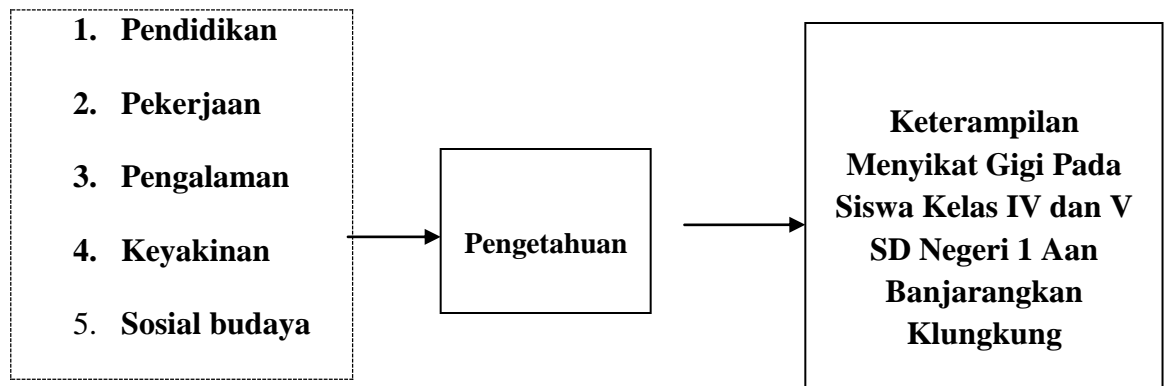 1. Pendidikan
2. Pekerjaan
3. Pengalaman
4. Keyakinan
5. Sosial budaya
Pengetahuan
Keterampilan
Menyikat Gigi Pada
Siswa Kelas IV dan V
SD Negeri 1 Aan
Banjarangkan
Klungkung